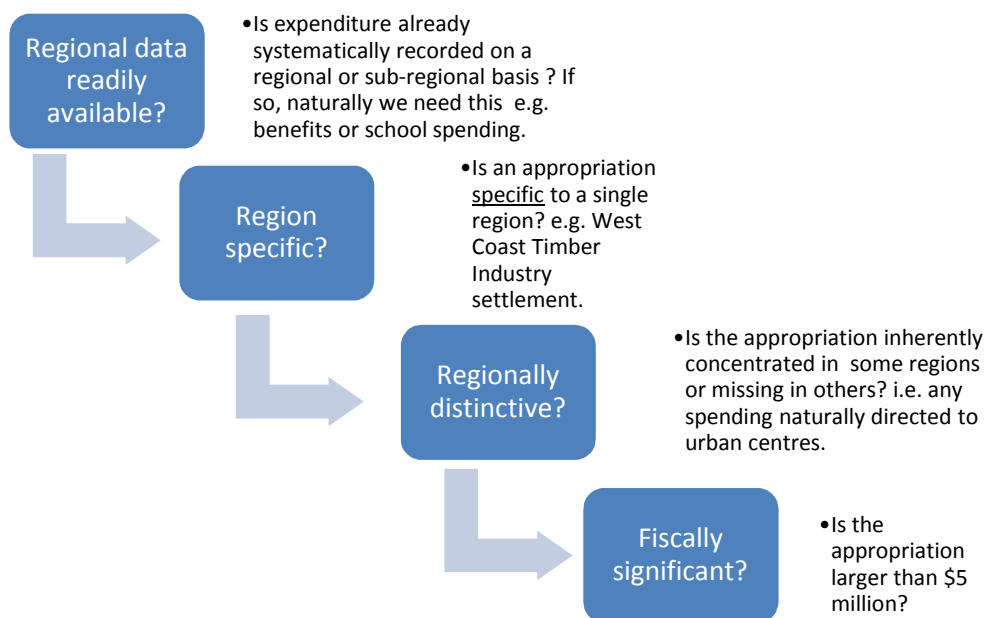 Regional data
readily
available?
•Is expenditure already
systematically recorded on a
regional or sub-regional basis ? If
so, naturally we need this e.g.
benefits or school spending.
Region
specific?
•Is an appropriation
specific to a single
region? e.g. West
Coast Timber
Industry
settlement.
Regionally
distinctive?
•Is the appropriation inherently
concentrated in some regions
or missing in others? i.e. any
spending naturally directed to
urban centres.
Fiscally
significant?
•Is the
appropriation
larger than $5
million?